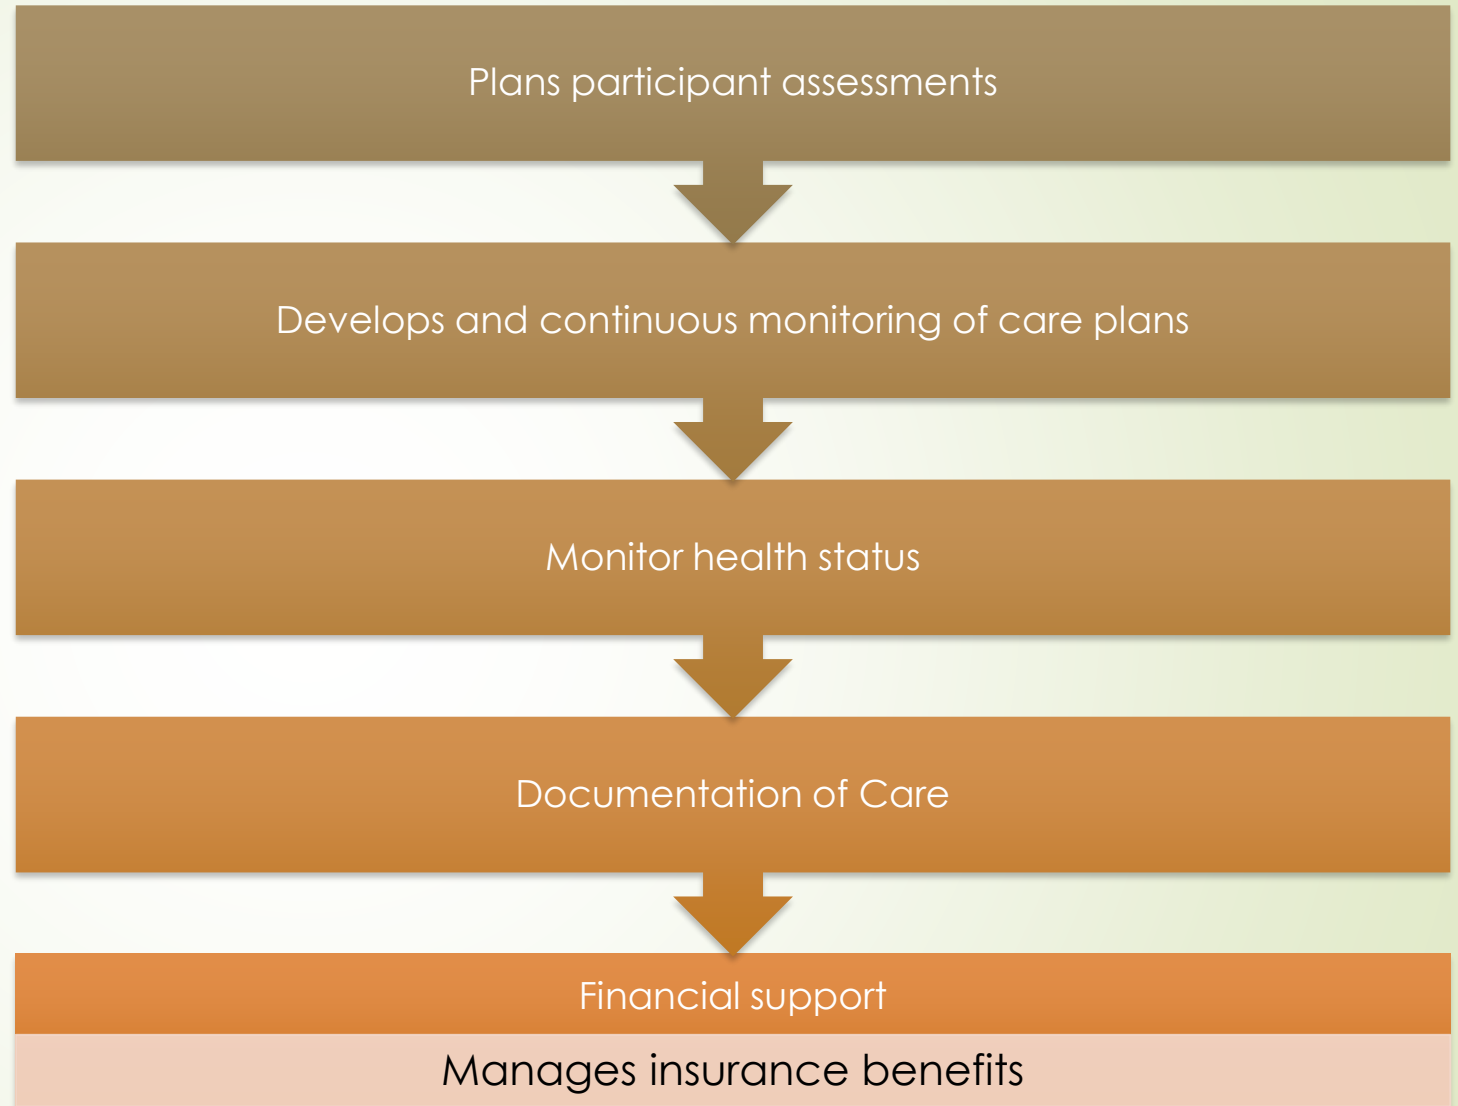 Plans participant assessments
Develops and continuous monitoring of care plans
Monitor health status
Documentation of Care
Financial support
Manages insurance benefits